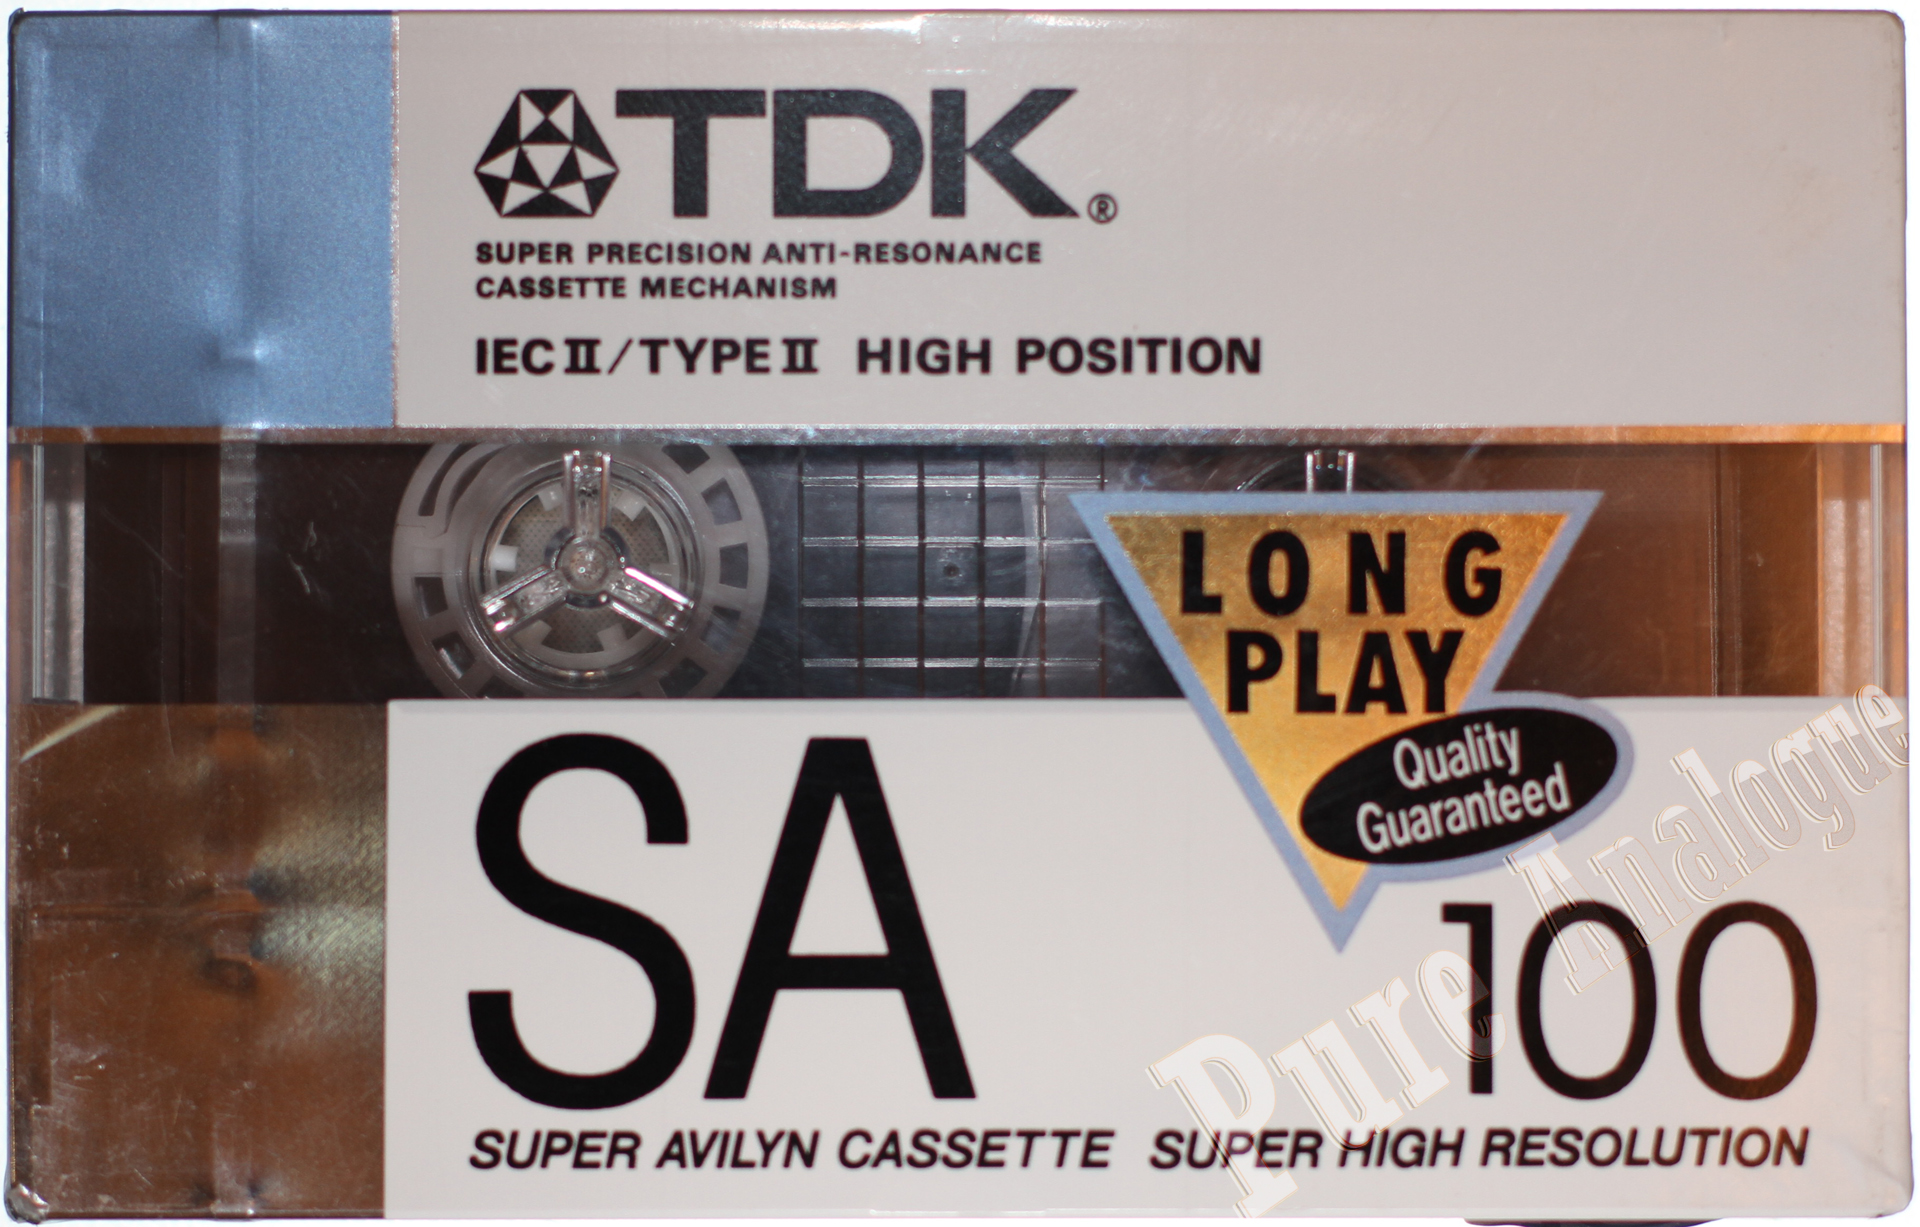 TDK®
SUPER PRECISION ANTI-RESONANCE
CASSETTE MECHANISM
IEC II/TYPE II HIGH POSITION
LONG
PLAY
Quality
Guaranteed
SA 100
SUPER AVILYN CASSETTE SUPER HIGH RESOLUTION
Pure Analogue